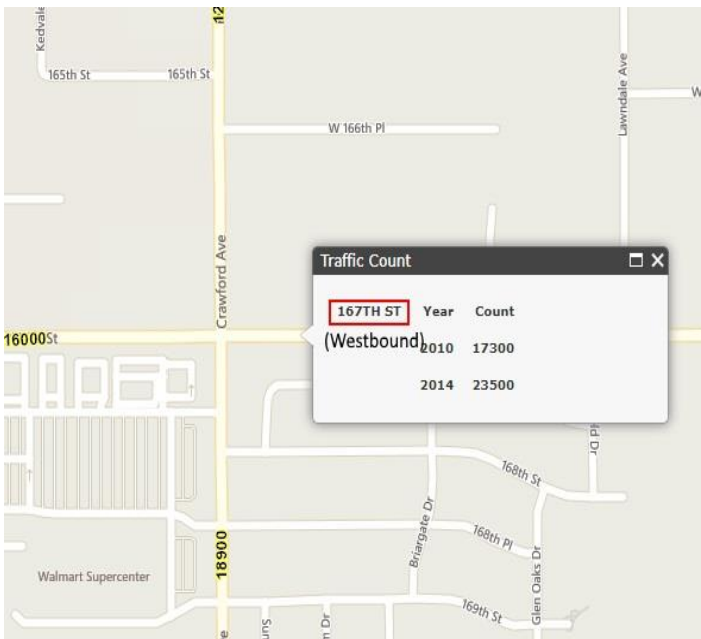 Kedvale
12
165th St
165th St
Lawndale Ave
W
W 166th Pl
Crawford Ave
Traffic Count
167TH ST Year Count
(Westbound)
2010 17300
2014 23500
16000 St
Dr
168th St
Briargate Dr
168th Pl
18900
Glen Oaks Dr
Walmart Supercenter
169th St
Sun
n Dr
e